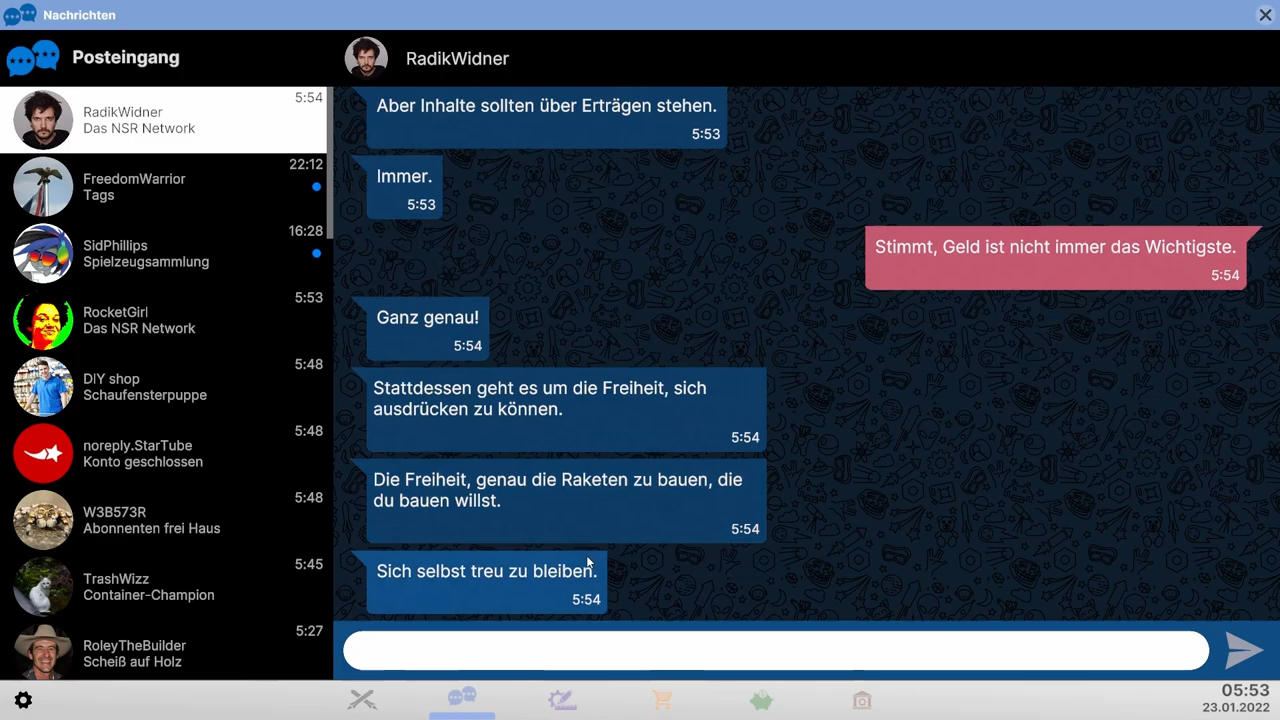 Nachrichten
Posteingang
RadikWidner
5:54
Das NSR Network
22:12
FreedomWarrior
Tags
16:28
SidPhillips
Spielzeugsammlung
5:53
RocketGirl
Das NSR Network
5:48
DIY shop
Schaufensterpuppe
5:48
noreply.StarTube
Konto geschlossen
5:48
W3B573R
Abonnenten frei Haus
5:45
TrashWizz
Container-Champion
5:27
RoleyTheBuilder
Scheiß auf Holz
RadikWidner
Aber Inhalte sollten über Erträgen stehen.
5:53
Immer.
5:53
Stimmt, Geld ist nicht immer das Wichtigste.
5:54
Ganz genau!
5:54
Stattdessen geht es um die Freiheit, sich
ausdrücken zu können.
5:54
Die Freiheit, genau die Raketen zu bauen, die
du bauen willst.
5:54
Sich selbst treu zu bleiben.
5:54
05:53
23.01.2022